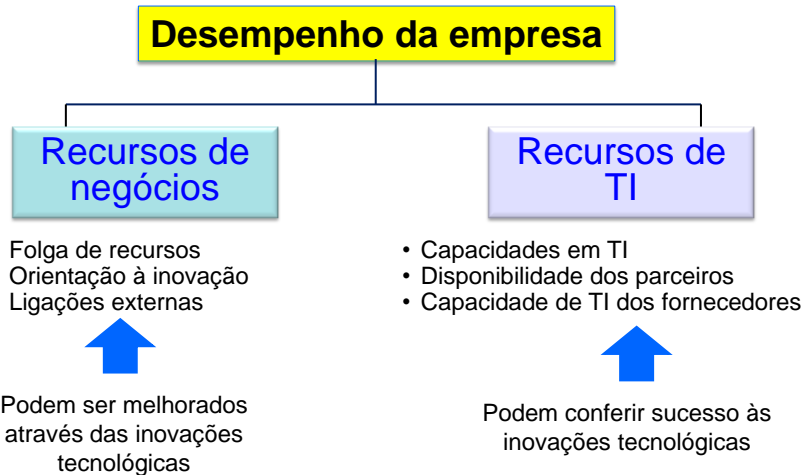 Desempenho da empresa
Recursos de
negócios
Folga de recursos
Orientação à inovação
Ligações externas
Podem ser melhorados
através das inovações
tecnológicas
Recursos de
TI
• Capacidades em TI
• Disponibilidade dos parceiros
• Capacidade de TI dos fornecedores
Podem conferir sucesso às
inovações tecnológicas